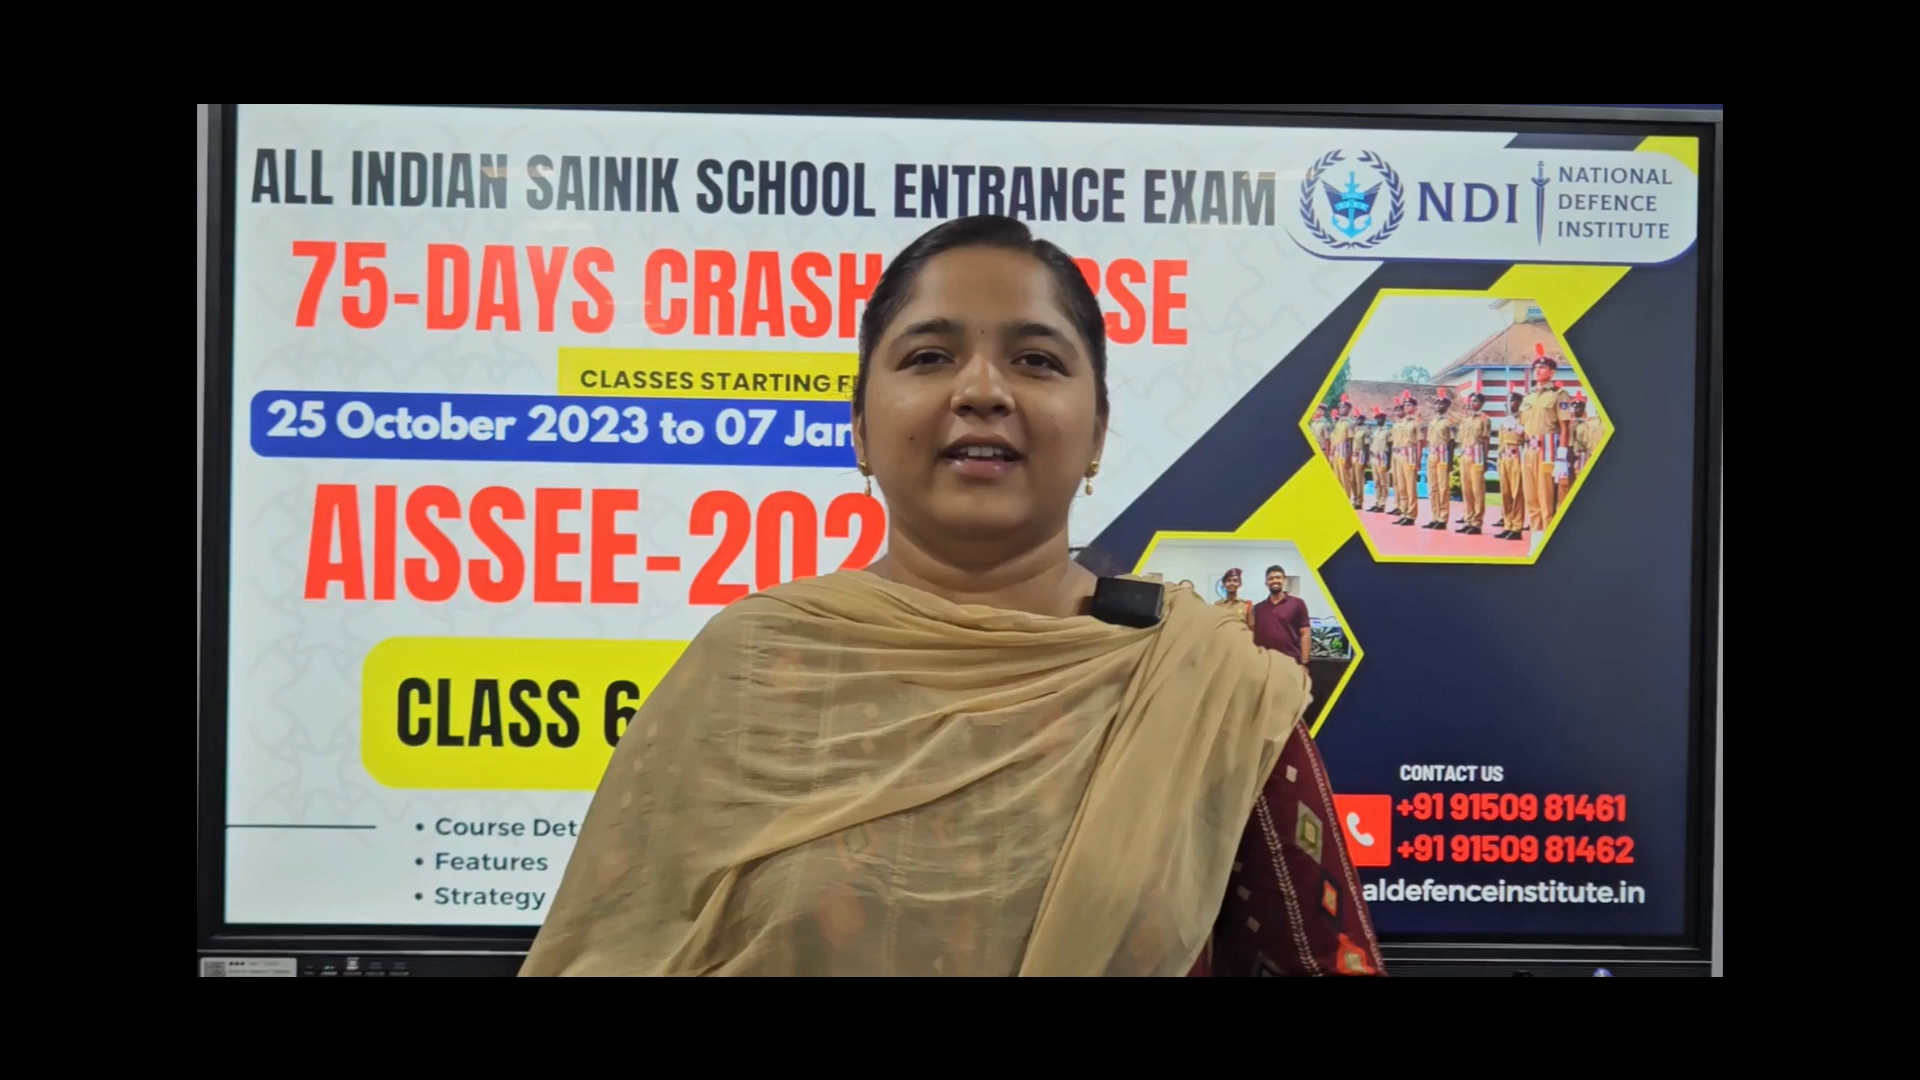 ALL INDIAN SAINIK SCHOOL ENTRANCE EXAM
NDI
NATIONAL
DEFENCE
INSTITUTE
75-DAYS CRASH
CLASSES STARTING
25 October 2023 to 07 Jan
AISSEE-202
CLASS 6
• Course
• Features
• Strategy
CONTACT US
+91 91509 81461
+91 91509 81462
aldefenceinstitute.in